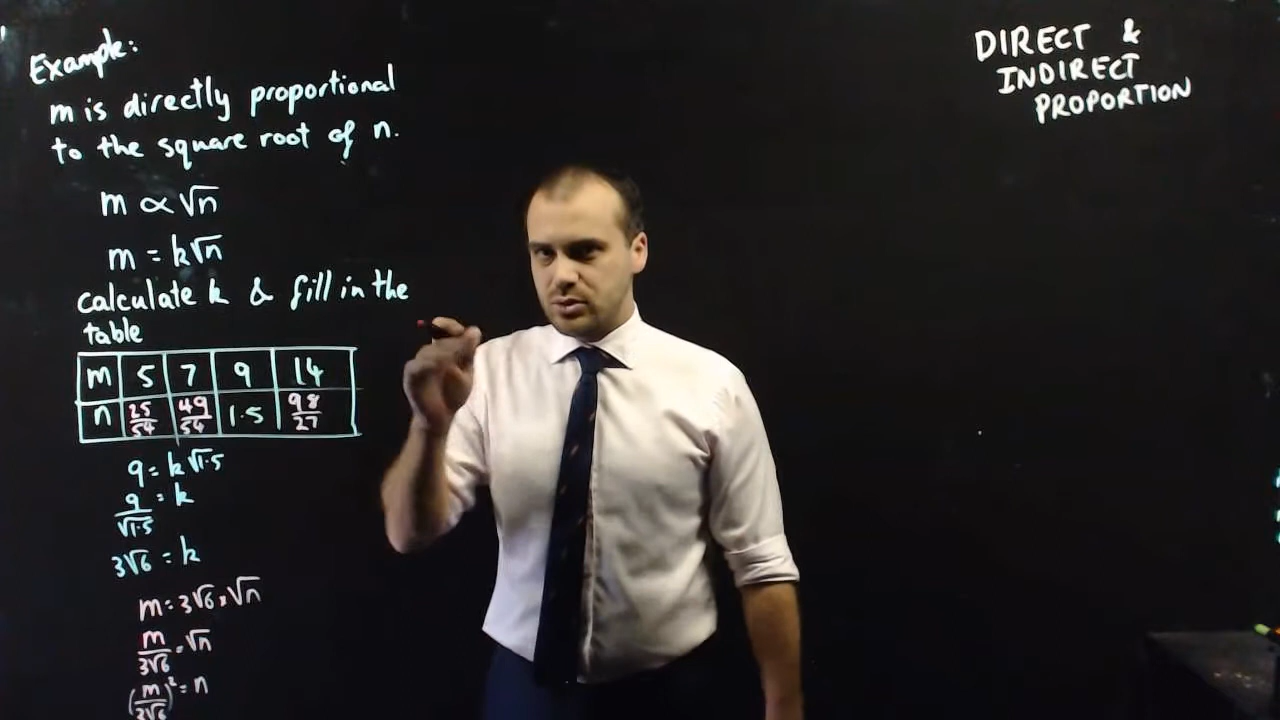 Example:
m is directly proportional
to the square root of n.
m ∝ √n
m = k√n
calculate k & fill in the
table
m 5 7 9 14
n 25/54 49/54 1.5 98/27
9 = k√1.5
9/√1.5 = k
3√6 = k
m = 3√6 × √n
m/3√6 = √n
(m/3√6)² = n
DIRECT &
INDIRECT
PROPORTION